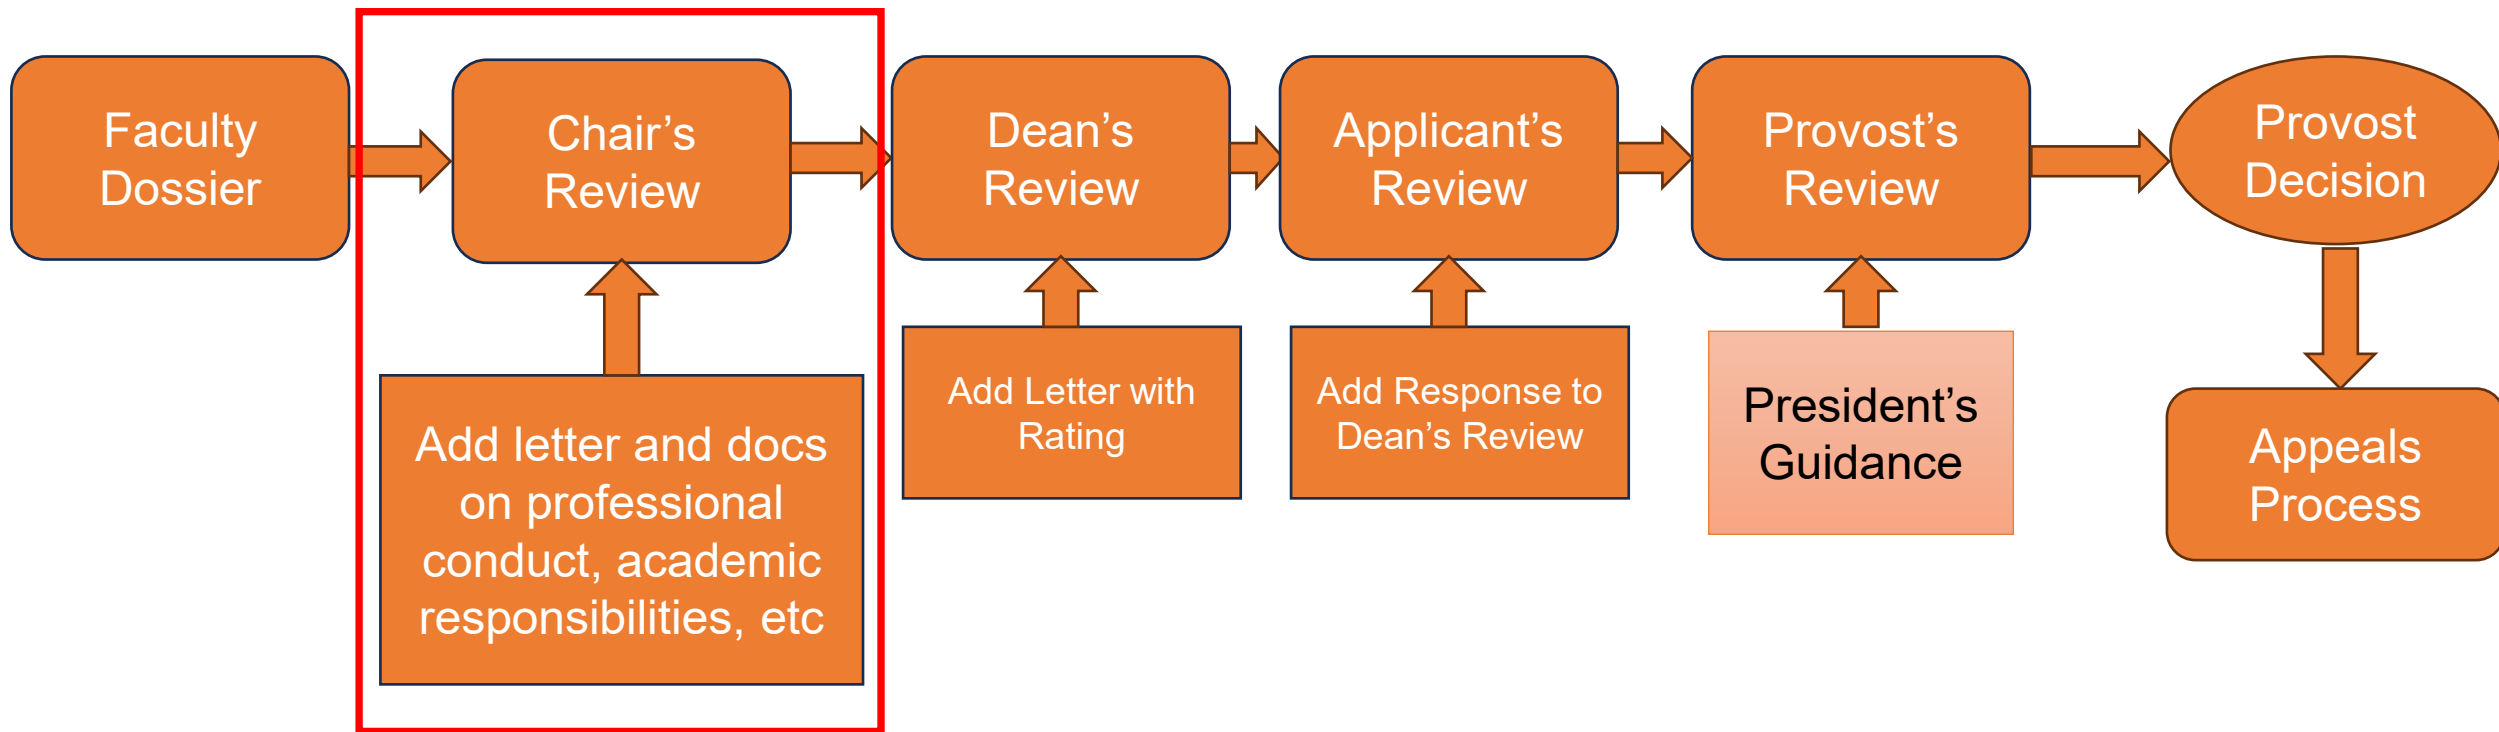 Faculty
Dossier
Chair’s
Review
Dean’s
Review
Applicant’s
Review
Provost’s
Review
Provost
Decision
Add letter and docs
on professional
conduct, academic
responsibilities, etc
Add Letter with
Rating
Add Response to
Dean’s Review
President’s
Guidance
Appeals
Process